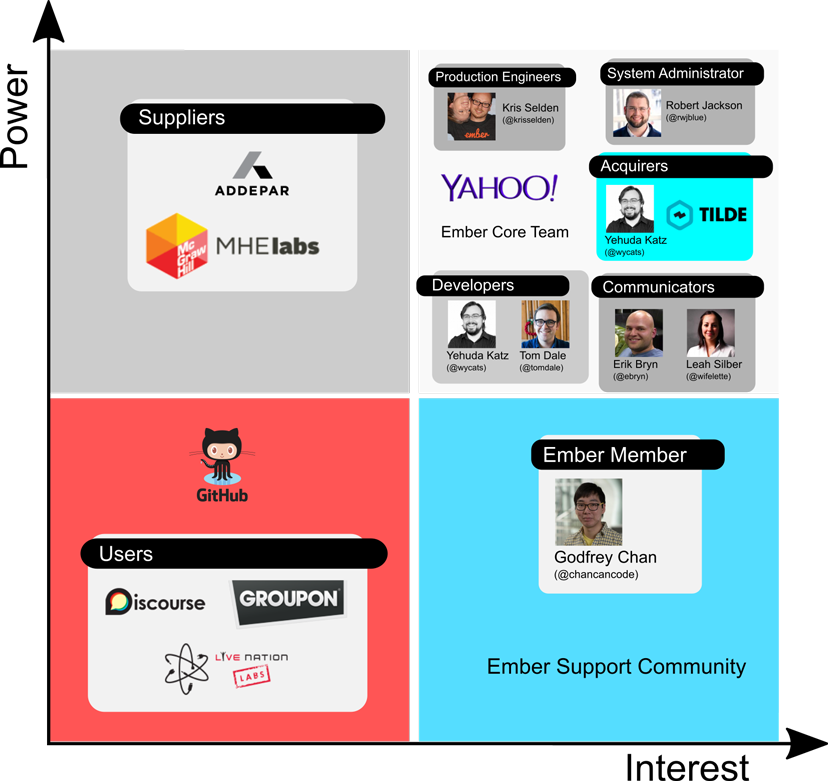 Power
Suppliers
ADDEPAR
Mc
Graw
Hill
MHElabs
Production Engineers
Kris Selden
(@krisselden)
ember
System Administrator
Robert Jackson
(@rwjblue)
YAHOO!
Ember Core Team
Acquirers
TILDE
Yehuda Katz
(@wycats)
Developers
Yehuda Katz
(@wycats)
Tom Dale
(@tomdale)
Communicators
Erik Bryn
(@ebryn)
Leah Silber
(@wifelette)
GitHub
Users
Discourse
GROUPON
LIVE NATION
LABS
Ember Member
Godfrey Chan
(@chancancode)
Ember Support Community
Interest